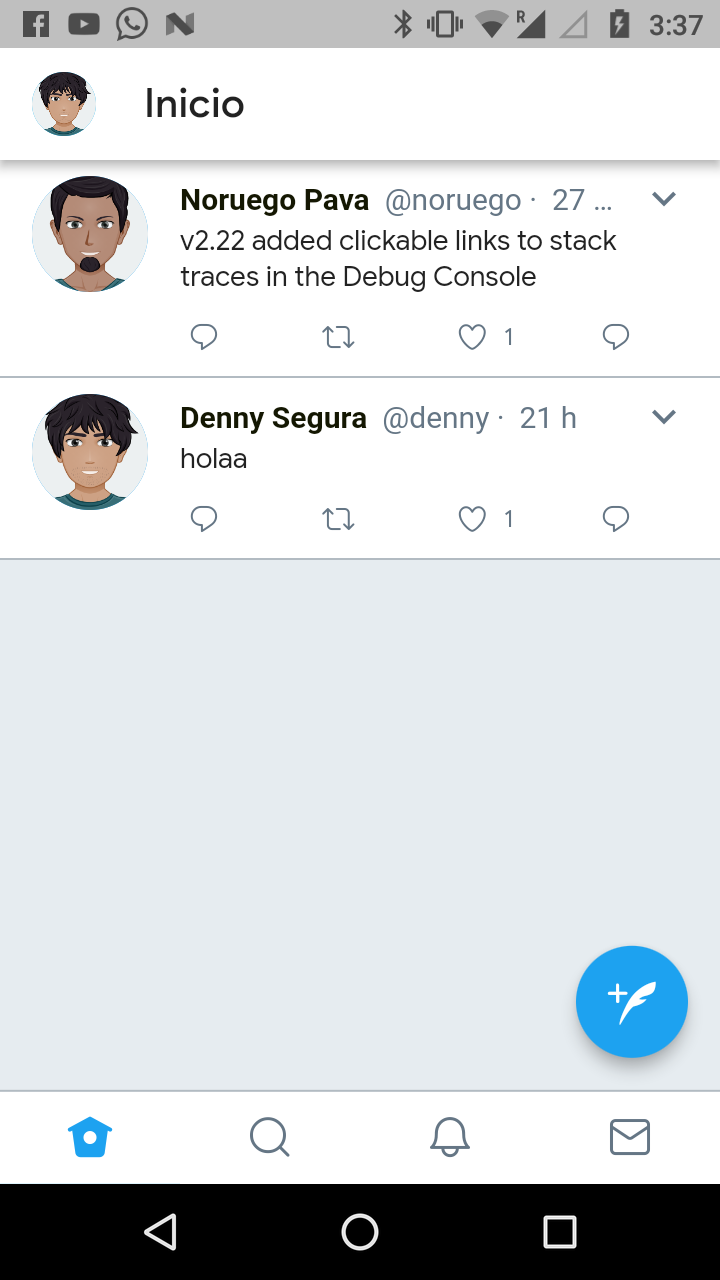 R 3:37
Inicio
Noruego Pava @noruego · 27 ...
v2.22 added clickable links to stack
traces in the Debug Console
1
Denny Segura @denny · 21 h
holaa
1